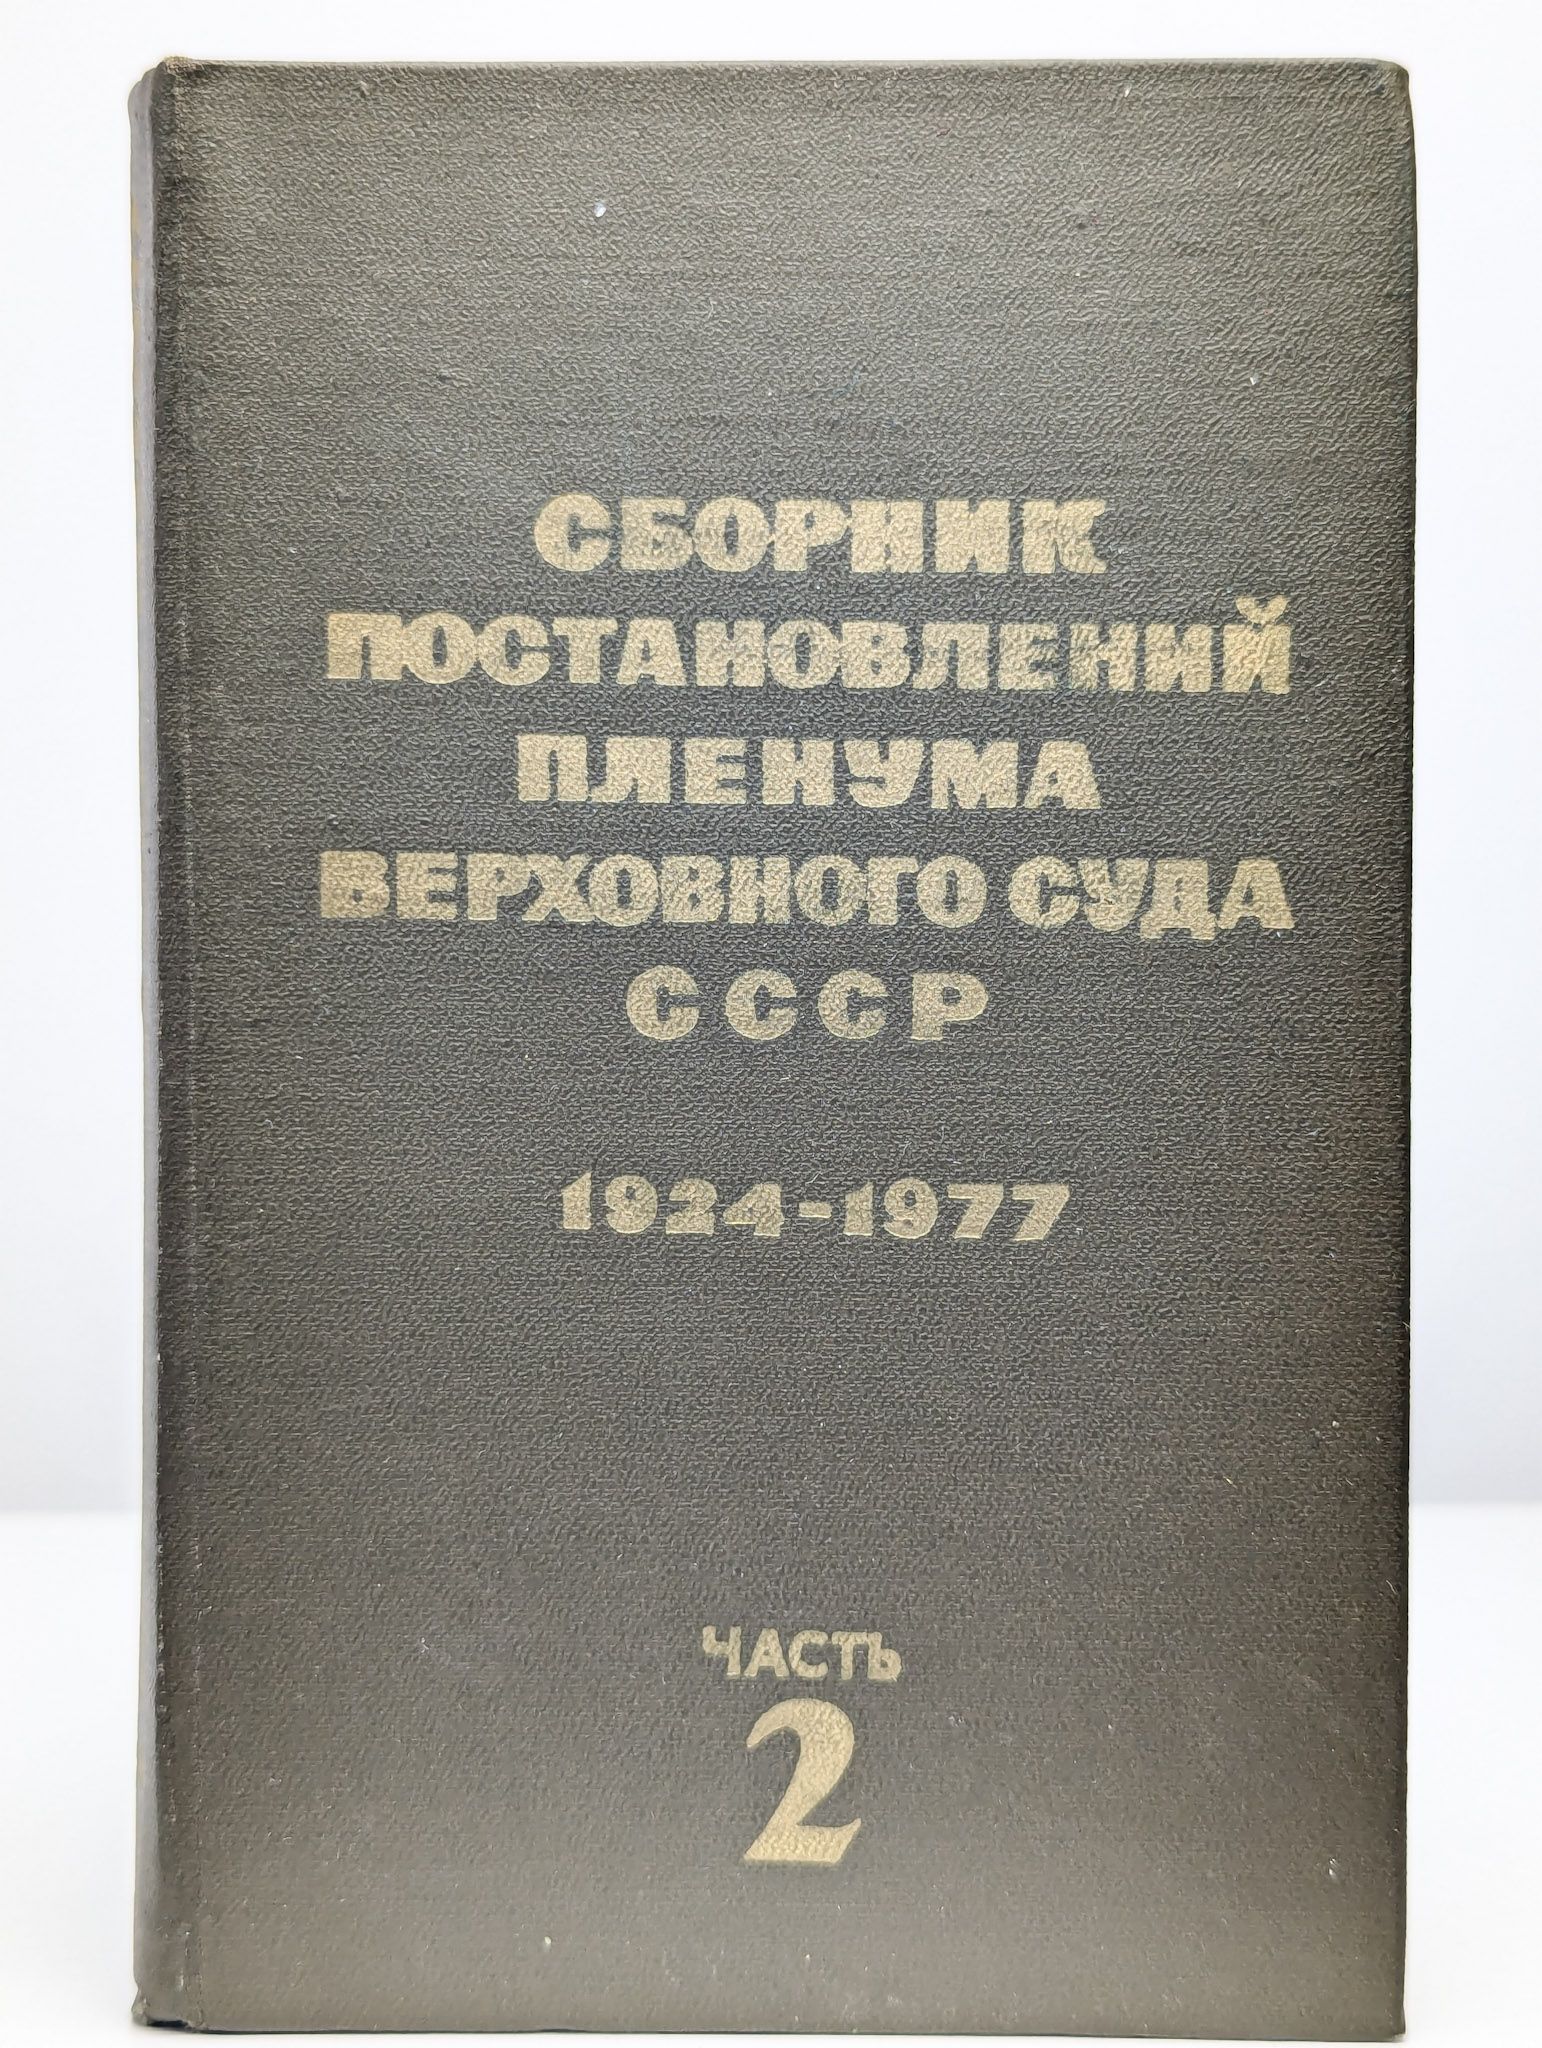 СБОРНИК
ПОСТАНОВЛЕНИЙ
ПЛЕНУМА
ВЕРХОВНОГО СУДА
СССР
1924-1977
ЧАСТЬ
2